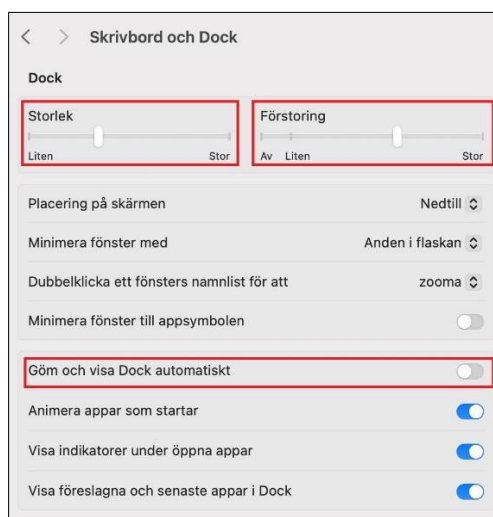 Skrivbord och Dock
Dock
Storlek Förstoring
Liten Stor Av Liten Stor
Placering på skärmen Nedtill
Minimera fönster med Anden i flaskan
Dubbelklicka ett fönsters namnlist för att zooma
Minimera fönster till appsymbolen
Göm och visa Dock automatiskt
Animera appar som startar
Visa indikatorer under öppna appar
Visa föreslagna och senaste appar i Dock